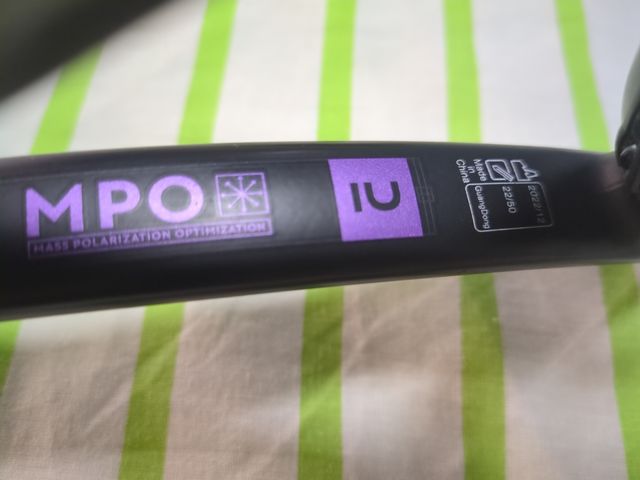 MPO
MASS POLARIZATION OPTIMIZATION
Made
in
China
2022/12
22/50
Guangdong